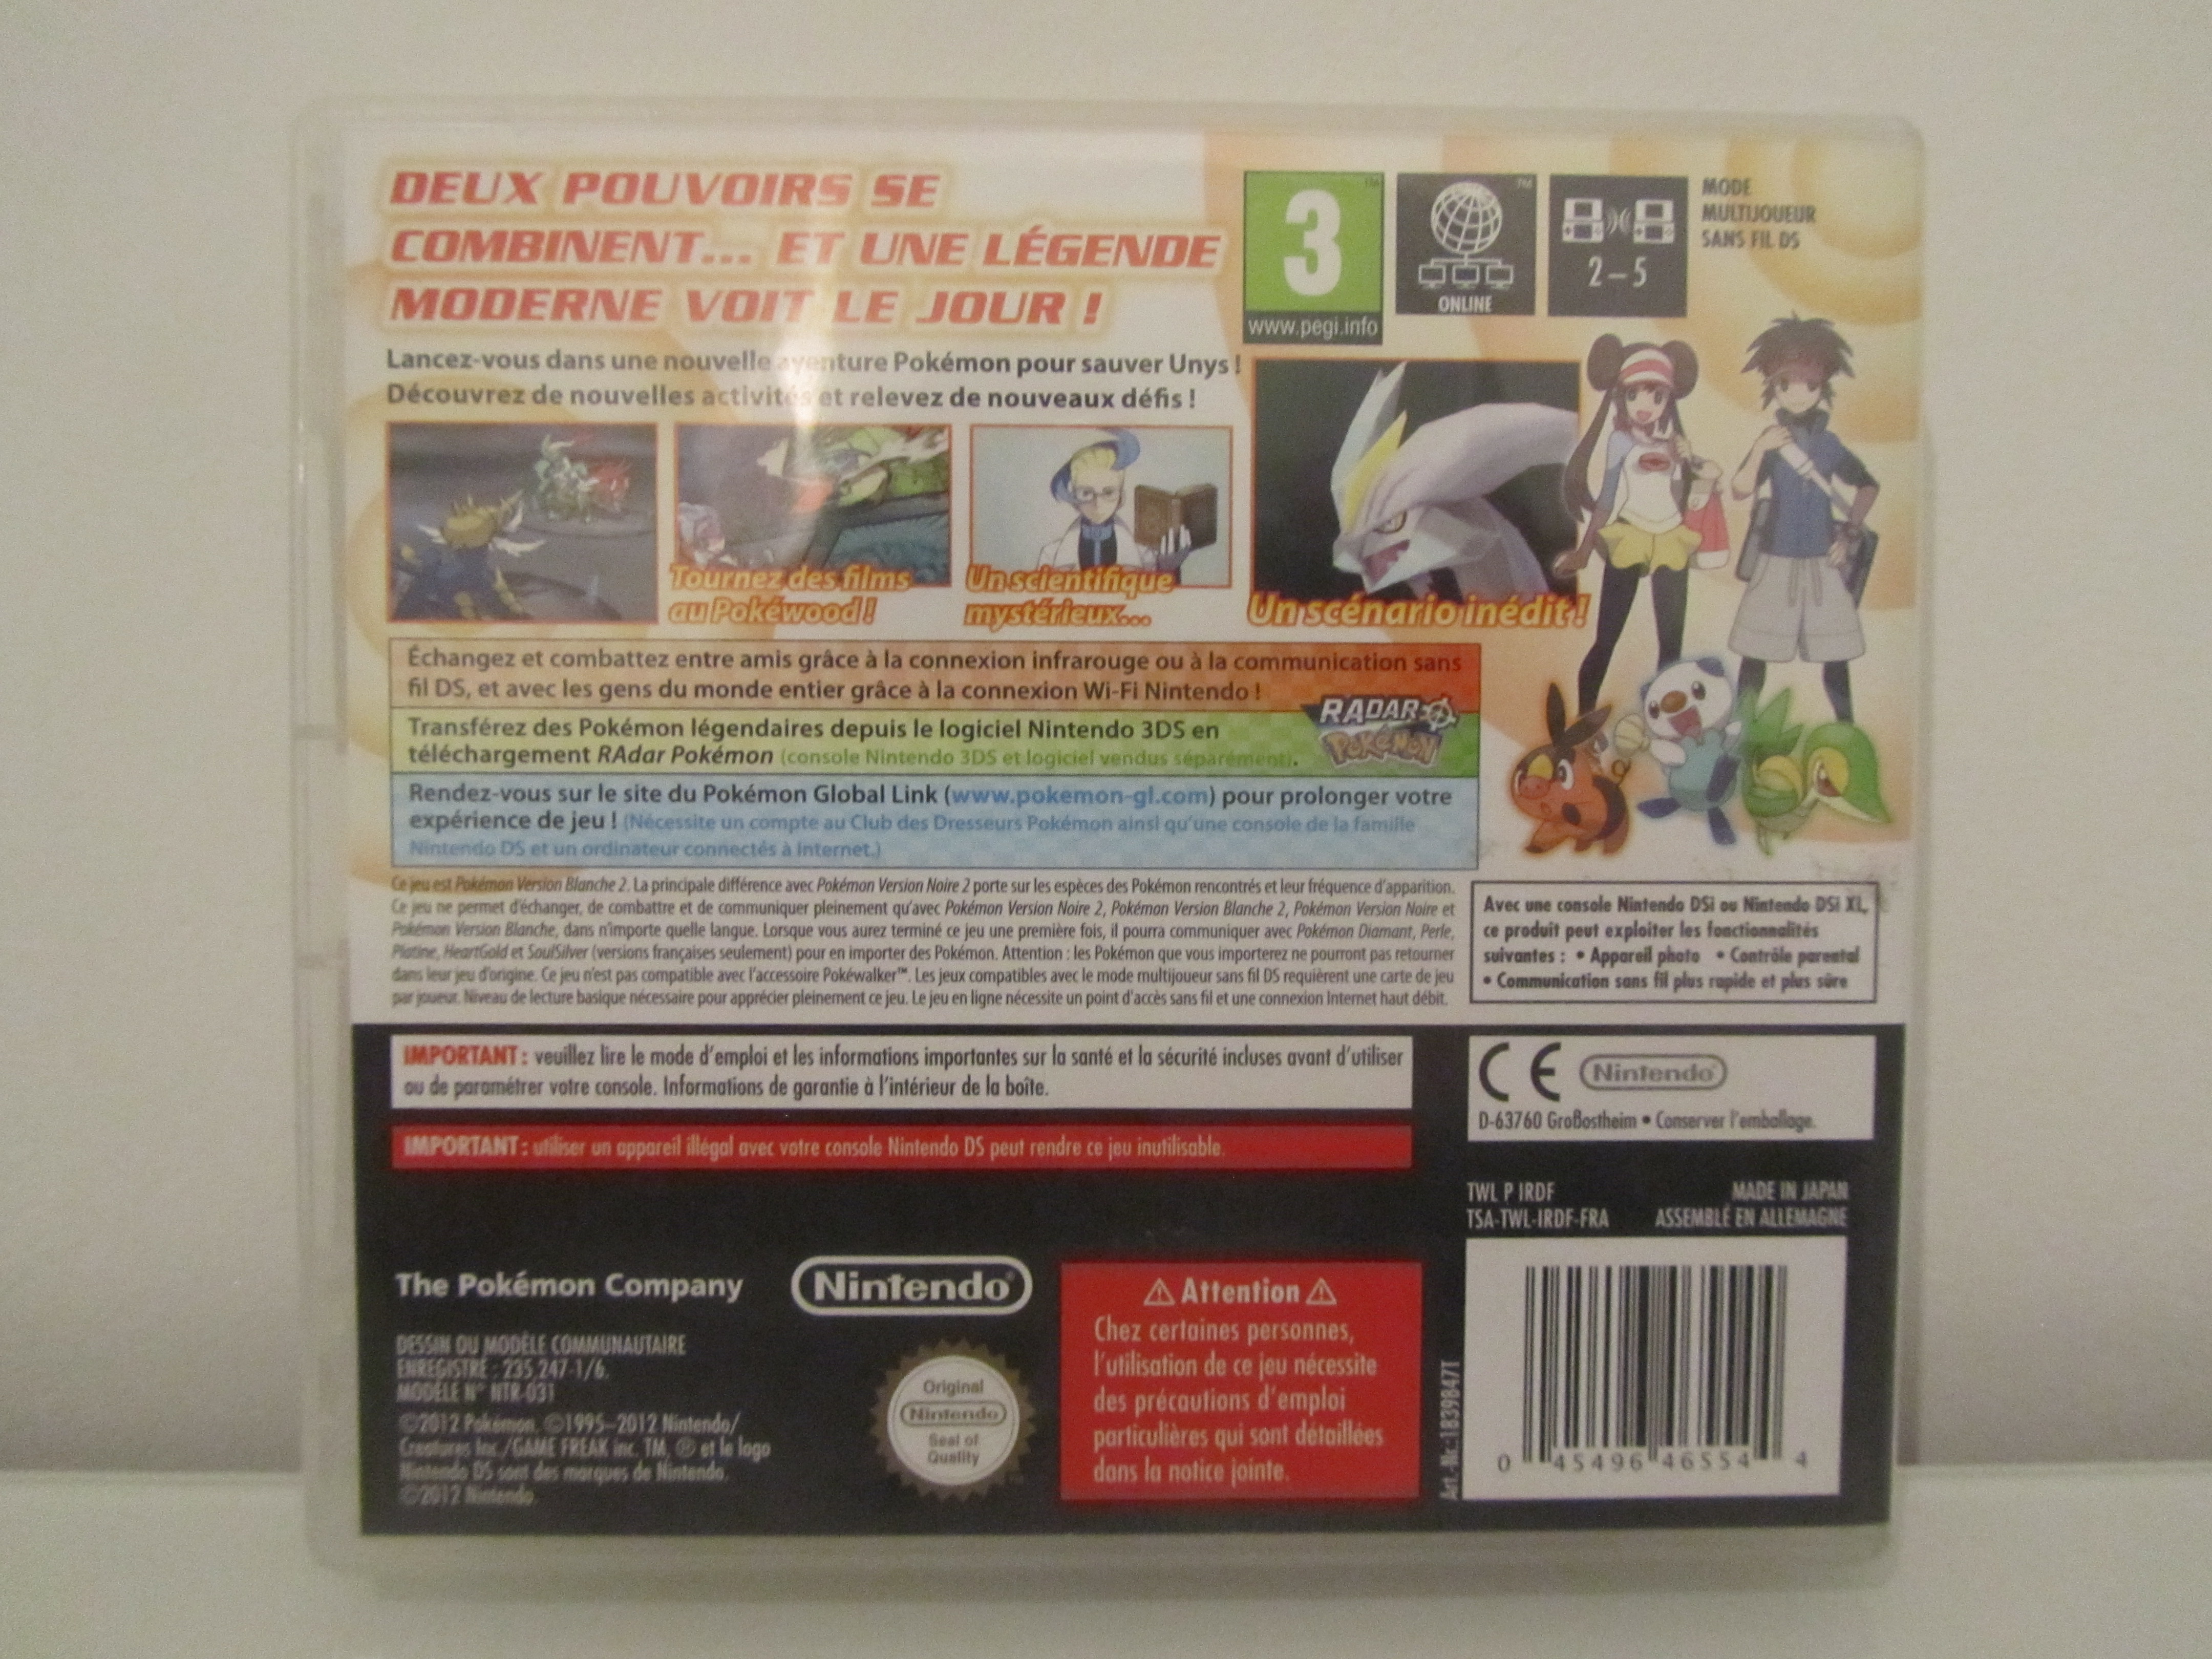 DEUX POUVOIRS SE
COMBINENT... ET UNE LÉGENDE
MODERNE VOIT LE JOUR !
3
www.pegi.info
ONLINE
2–5
MODE
MULTIJOUEUR
SANS FIL DS
Lancez-vous dans une nouvelle aventure Pokémon pour sauver Unys !
Découvrez de nouvelles activités et relevez de nouveaux défis !
Tournez des films
au Pokéwood !
Un scientifique
mystérieux...
Un scénario inédit !
Échangez et combattez entre amis grâce à la connexion infrarouge ou à la communication sans
fil DS, et avec les gens du monde entier grâce à la connexion Wi-Fi Nintendo !
Transférez des Pokémon légendaires depuis le logiciel Nintendo 3DS en
téléchargement RAdar Pokémon (console Nintendo 3DS et logiciel vendus séparément).
RADAR
POKÉMON
Rendez-vous sur le site du Pokémon Global Link (www.pokemon-gl.com) pour prolonger votre
expérience de jeu ! (Nécessite un compte au Club des Dresseurs Pokémon ainsi qu'une console de la famille
Nintendo DS et un ordinateur connectés à Internet.)
Ce jeu est Pokémon Version Blanche 2. La principale différence avec Pokémon Version Noire 2 porte sur les espèces des Pokémon rencontrés et leur fréquence d'apparition.
Ce jeu ne permet d'échanger, de combattre et de communiquer pleinement qu'avec Pokémon Version Noire 2, Pokémon Version Blanche 2, Pokémon Version Noire et
Pokémon Version Blanche, dans n'importe quelle langue. Lorsque vous aurez terminé ce jeu une première fois, il pourra communiquer avec Pokémon Diamant, Perle,
Platine, HeartGold et SoulSilver (versions françaises seulement) pour en importer des Pokémon. Attention : les Pokémon que vous importerez ne pourront pas retourner
dans leur jeu d'origine. Ce jeu n'est pas compatible avec l'accessoire Pokéwalker™. Les jeux compatibles avec le mode multijoueur sans fil DS requièrent une carte de jeu
par joueur. Niveau de lecture basique nécessaire pour apprécier pleinement ce jeu. Le jeu en ligne nécessite un point d'accès sans fil et une connexion Internet haut débit.
Avec une console Nintendo DSi ou Nintendo DSi XL,
ce produit peut exploiter les fonctionnalités
suivantes : • Appareil photo • Contrôle parental
• Communication sans fil plus rapide et plus sûre
IMPORTANT : veuillez lire le mode d'emploi et les informations importantes sur la santé et la sécurité incluses avant d'utiliser
ou de paramétrer votre console. Informations de garantie à l'intérieur de la boîte.
IMPORTANT : utiliser un appareil illégal avec votre console Nintendo DS peut rendre ce jeu inutilisable.
CE Nintendo
D-63760 Großostheim • Conserver l'emballage.
TWL P IRDF
TSA-TWL-IRDF-FRA
MADE IN JAPAN
ASSEMBLÉ EN ALLEMAGNE
The Pokémon Company
Nintendo®
DESSIN OU MODÈLE COMMUNAUTAIRE
ENREGISTRÉ : 235 247-1/6.
MODÈLE N° NTR-031
©2012 Pokémon. ©1995–2012 Nintendo/
Creatures Inc./GAME FREAK inc. TM, ® et le logo
Nintendo DS sont des marques de Nintendo.
©2012 Nintendo.
Original
Nintendo
Seal of
Quality
⚠ Attention ⚠
Chez certaines personnes,
l'utilisation de ce jeu nécessite
des précautions d'emploi
particulières qui sont détaillées
dans la notice jointe.
Art.-Nr.:1839847T
0 45496 46554 4